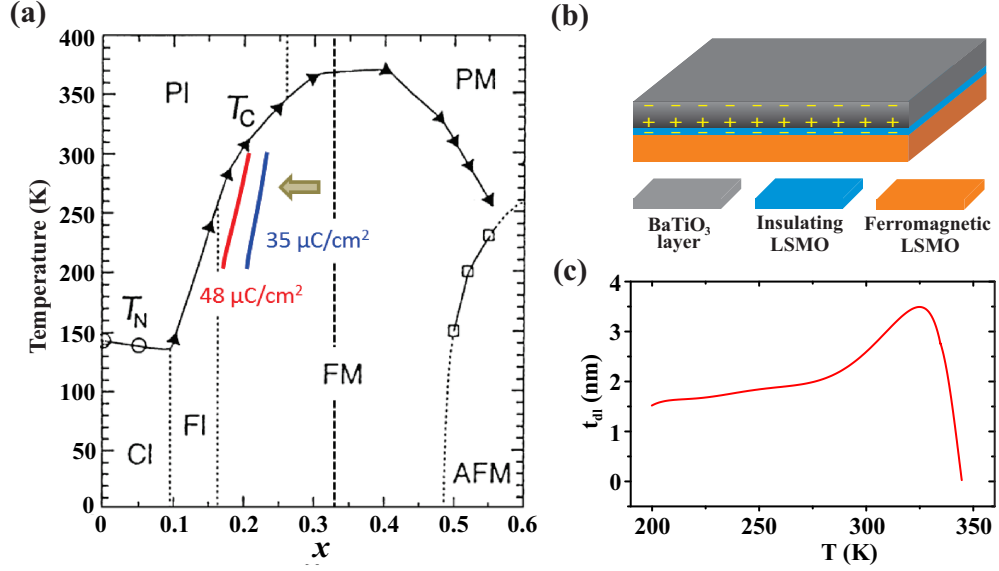 (a)
400
350
300
250
200
150
100
50
0
Temperature (K)
0
0.1
0.2
0.3
0.4
0.5
0.6
x
PI
PM
T_C
35 μC/cm²
48 μC/cm²
T_N
FM
FI
CI
AFM
(b)
− − − − − − − − − −
+ + + + + + + + + +
− − − − − − − − − −
BaTiO₃
layer
Insulating
LSMO
Ferromagnetic
LSMO
(c)
4
3
2
1
0
t_dl (nm)
200
250
300
350
T (K)